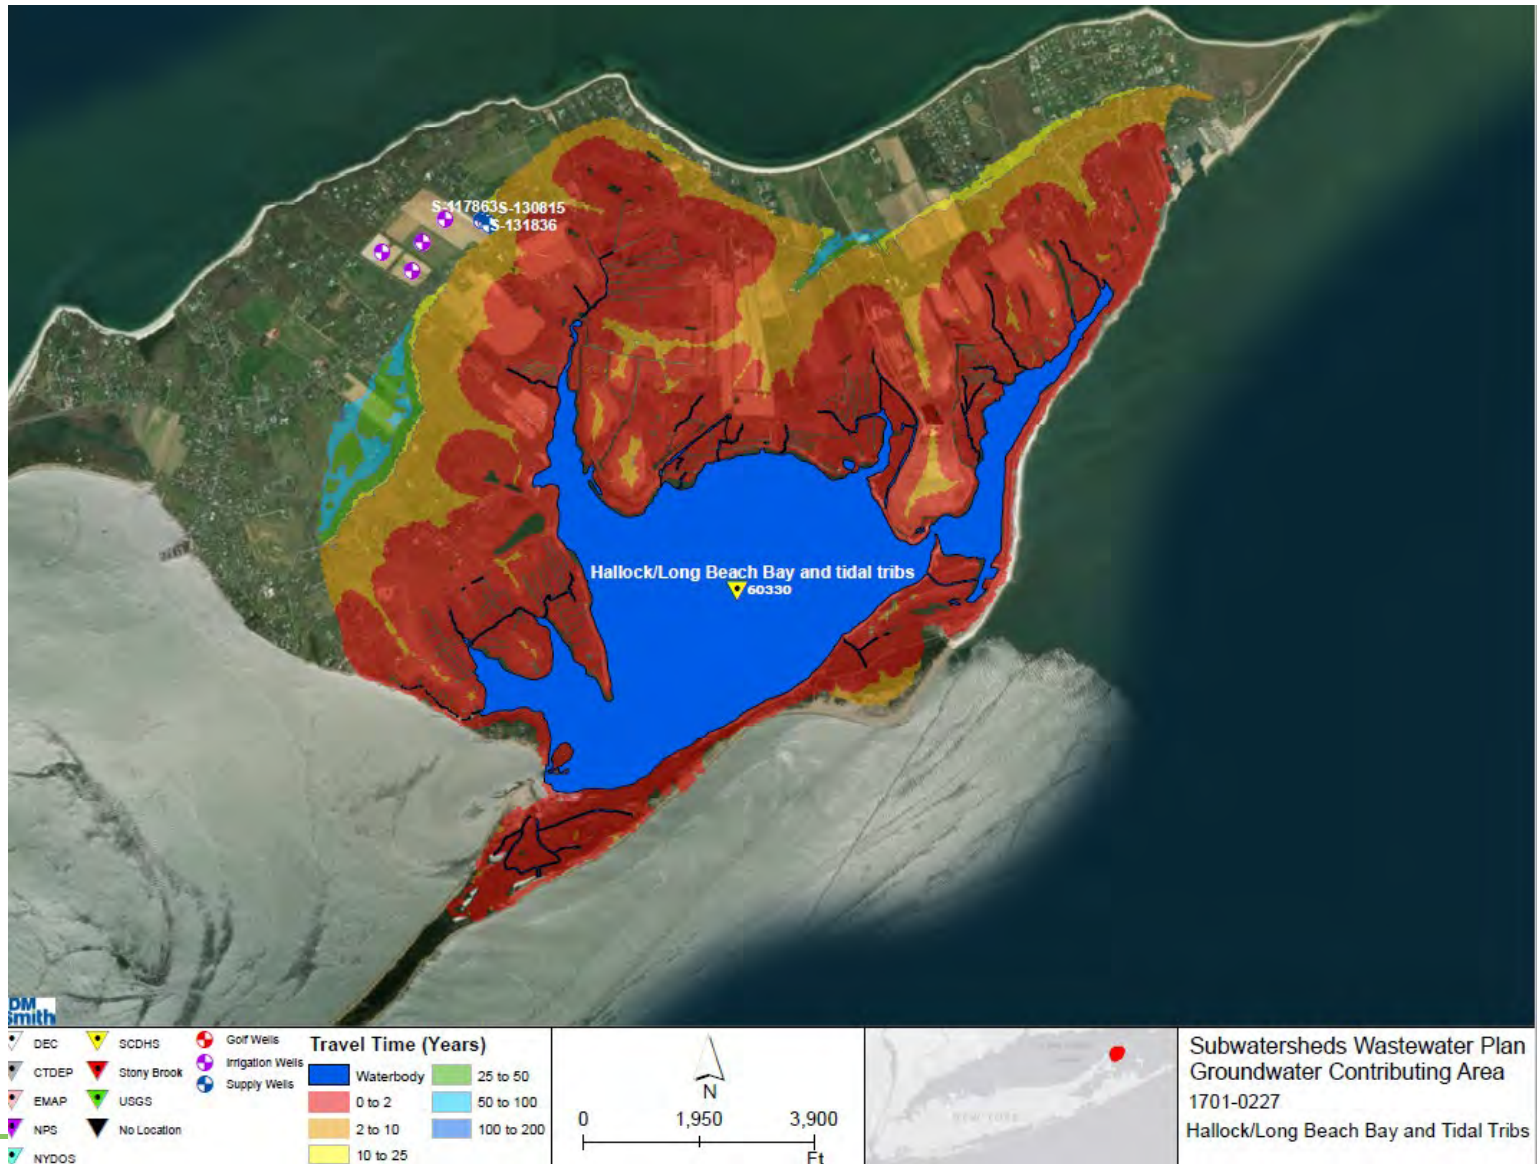 S-117863 S-130815
S-131836
Hallock/Long Beach Bay and tidal tribs
60330
DM
Smith
DEC
CTDEP
EMAP
NPS
NYDOS
SCDHS
Stony Brook
USGS
No Location
Golf Wells
Irrigation Wells
Supply Wells
Travel Time (Years)
Waterbody
0 to 2
2 to 10
10 to 25
25 to 50
50 to 100
100 to 200
N
0 1,950 3,900
Ft
NEW YORK
Subwatersheds Wastewater Plan
Groundwater Contributing Area
1701-0227
Hallock/Long Beach Bay and Tidal Tribs